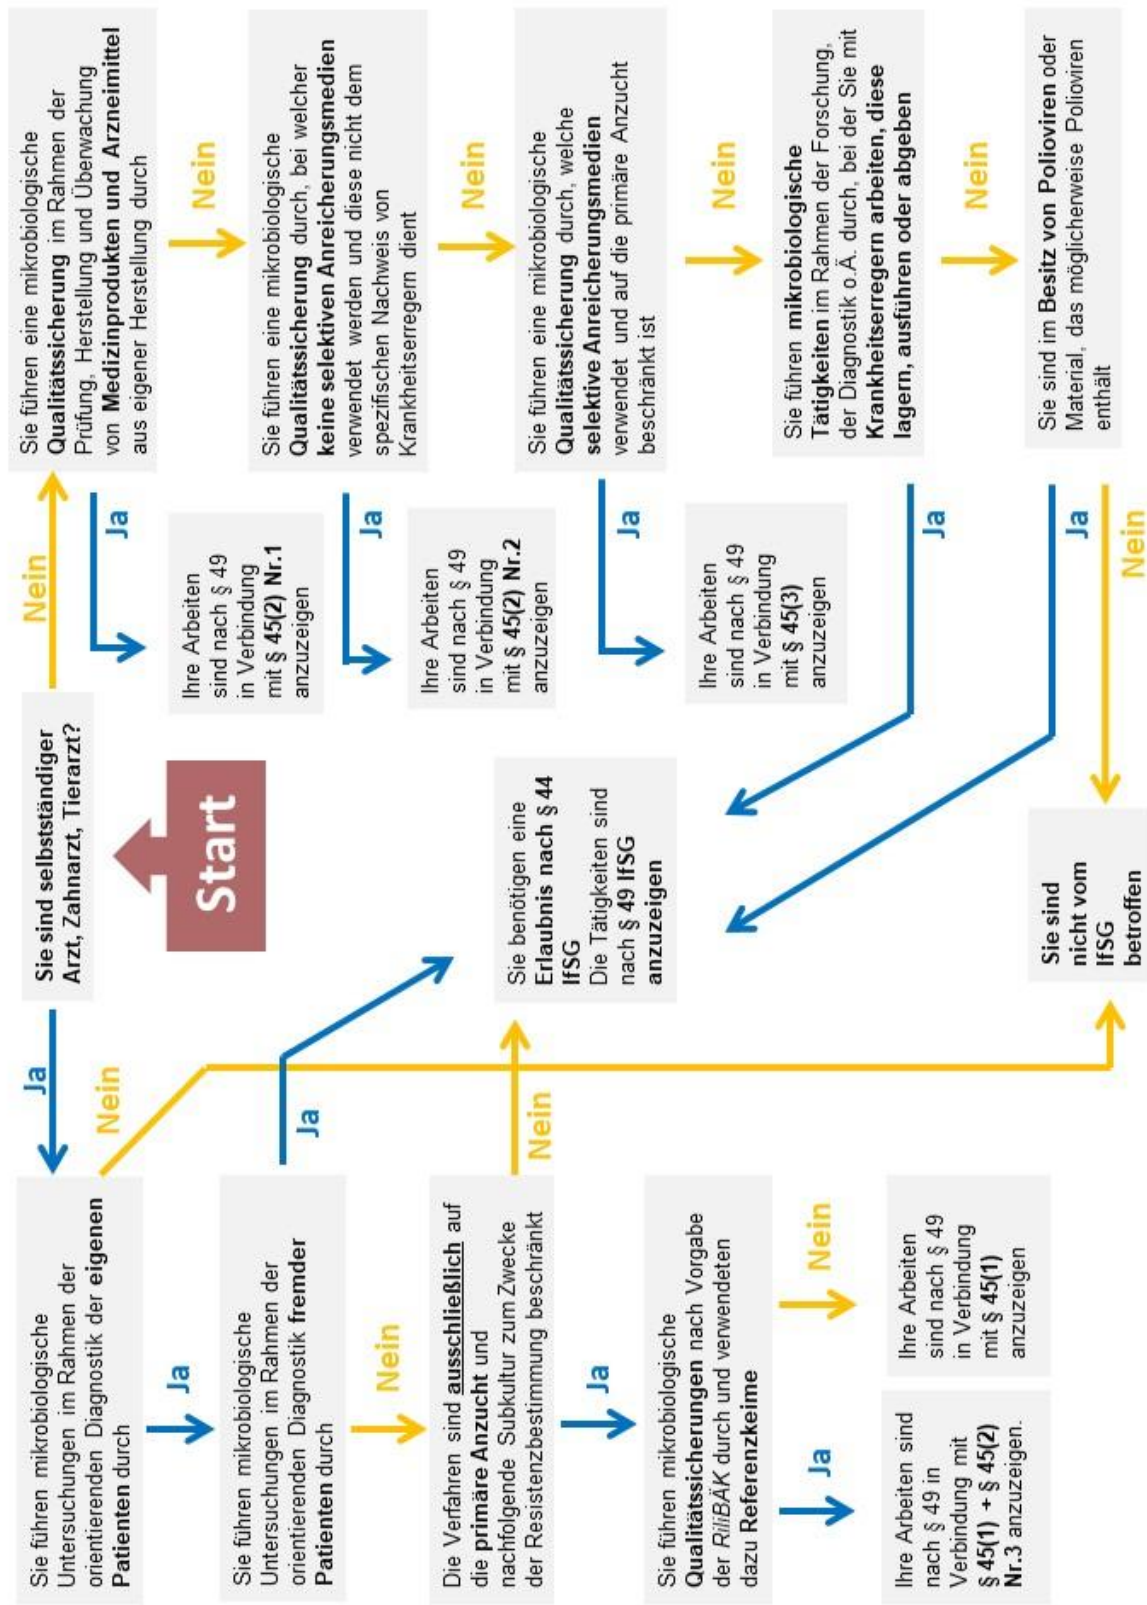 Start
Sie sind selbstständiger
Arzt, Zahnarzt, Tierarzt?
Ja
Nein
Sie führen mikrobiologische
Untersuchungen im Rahmen der
orientierenden Diagnostik der eigenen
Patienten durch
Nein
Ja
Sie führen mikrobiologische
Untersuchungen im Rahmen der
orientierenden Diagnostik fremder
Patienten durch
Ja
Nein
Die Verfahren sind ausschließlich auf
die primäre Anzucht und
nachfolgende Subkultur zum Zwecke
der Resistenzbestimmung beschränkt
Nein
Ja
Sie führen mikrobiologische
Qualitätssicherungen nach Vorgabe
der RiliBÄK durch und verwendeten
dazu Referenzkeime
Ja
Nein
Ihre Arbeiten sind
nach § 49 in
Verbindung mit
§ 45(1) + § 45(2)
Nr.3 anzuzeigen.
Ihre Arbeiten
sind nach § 49
in Verbindung
mit § 45(1)
anzuzeigen
Sie benötigen eine
Erlaubnis nach § 44
IfSG
Die Tätigkeiten sind
nach § 49 IfSG
anzuzeigen
Sie sind
nicht vom
IfSG
betroffen
Sie führen eine mikrobiologische
Qualitätssicherung im Rahmen der
Prüfung, Herstellung und Überwachung
von Medizinprodukten und Arzneimittel
aus eigener Herstellung durch
Ja
Nein
Ihre Arbeiten
sind nach § 49
in Verbindung
mit § 45(2) Nr.1
anzuzeigen
Sie führen eine mikrobiologische
Qualitätssicherung durch, bei welcher
keine selektiven Anreicherungsmedien
verwendet werden und diese nicht dem
spezifischen Nachweis von
Krankheitserregern dient
Ja
Nein
Ihre Arbeiten
sind nach § 49
in Verbindung
mit § 45(2) Nr.2
anzuzeigen
Sie führen eine mikrobiologische
Qualitätssicherung durch, welche
selektive Anreicherungsmedien
verwendet und auf die primäre Anzucht
beschränkt ist
Ja
Nein
Ihre Arbeiten
sind nach § 49
in Verbindung
mit § 45(3)
anzuzeigen
Sie führen mikrobiologische
Tätigkeiten im Rahmen der Forschung,
der Diagnostik o.Ä. durch, bei der Sie mit
Krankheitserregern arbeiten, diese
lagern, ausführen oder abgeben
Ja
Nein
Sie sind im Besitz von Polioviren oder
Material, das möglicherweise Polioviren
enthält
Ja
Nein